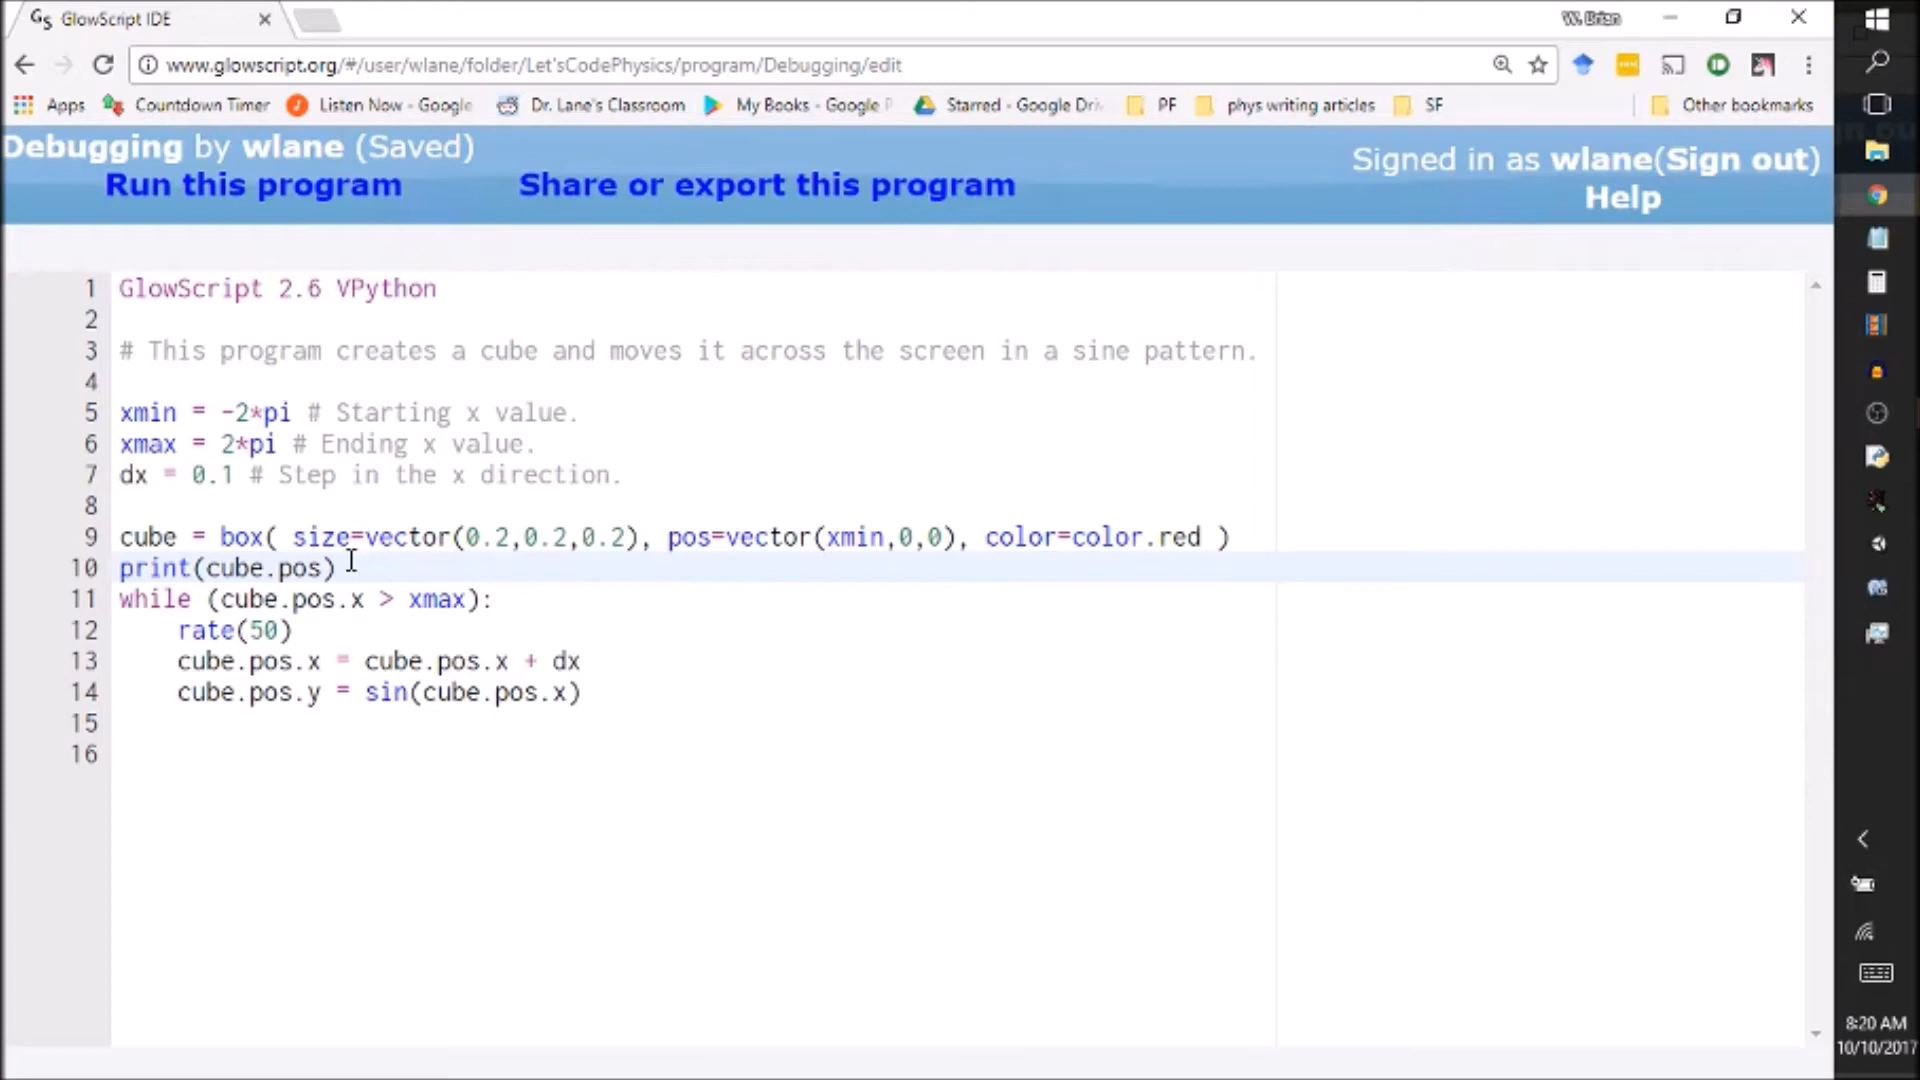 GlowScript IDE
W. Brian
www.glowscript.org/#/user/wlane/folder/Let'sCodePhysics/program/Debugging/edit
Apps Countdown Timer Listen Now - Google Dr. Lane's Classroom My Books - Google P Starred - Google Driv PF phys writing articles SF Other bookmarks
Debugging by wlane (Saved)
Signed in as wlane(Sign out)
Run this program Share or export this program
Help
1 GlowScript 2.6 VPython
2
3 # This program creates a cube and moves it across the screen in a sine pattern.
4
5 xmin = -2*pi # Starting x value.
6 xmax = 2*pi # Ending x value.
7 dx = 0.1 # Step in the x direction.
8
9 cube = box( size=vector(0.2,0.2,0.2), pos=vector(xmin,0,0), color=color.red )
10 print(cube.pos)
11 while (cube.pos.x > xmax):
12 rate(50)
13 cube.pos.x = cube.pos.x + dx
14 cube.pos.y = sin(cube.pos.x)
15
16
8:20 AM
10/10/2017